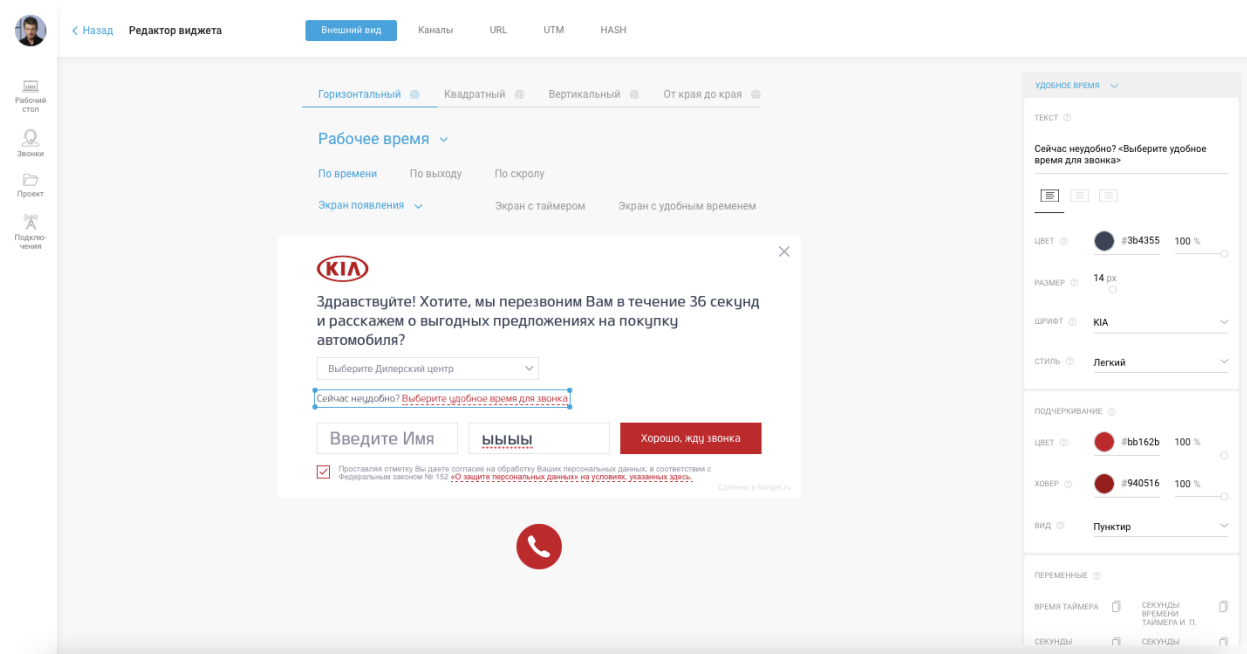 Назад Редактор виджета Внешний вид Каналы URL UTM HASH
Рабочий
стол
Звонки
Проект
Подклю-
чения
Горизонтальный Квадратный Вертикальный От края до края
Рабочее время
По времени По выходу По скролу
Экран появления Экран с таймером Экран с удобным временем
KIA
Здравствуйте! Хотите, мы перезвоним Вам в течение 36 секунд
и расскажем о выгодных предложениях на покупку
автомобиля?
Выберите Дилерский центр
Сейчас неудобно? Выберите удобное время для звонка
Введите Имя ыыыы Хорошо, жду звонка
Проставляя отметку Вы даете согласие на обработку Ваших персональных данных, в соответствии с
Федеральным законом № 152 «О защите персональных данных» на условиях, указанных здесь.
Сделано в konget.ru
УДОБНОЕ ВРЕМЯ
ТЕКСТ
Сейчас неудобно? <Выберите удобное
время для звонка>
ЦВЕТ #3b4355 100 %
РАЗМЕР 14 px
ШРИФТ KIA
СТИЛЬ Легкий
ПОДЧЕРКИВАНИЕ
ЦВЕТ #bb162b 100 %
ХОВЕР #940516 100 %
ВИД Пунктир
ПЕРЕМЕННЫЕ
ВРЕМЯ ТАЙМЕРА СЕКУНДЫ
ВРЕМЕНИ
ТАЙМЕРА И. П.
СЕКУНДЫ СЕКУНДЫ